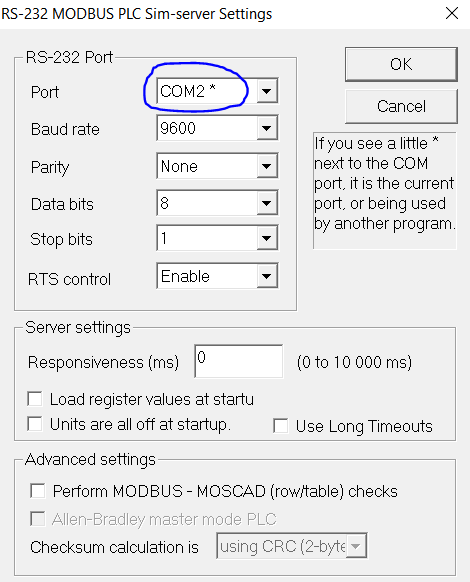 RS-232 MODBUS PLC Sim-server Settings
RS-232 Port
Port
COM2 *
Baud rate
9600
Parity
None
Data bits
8
Stop bits
1
RTS control
Enable
OK
Cancel
If you see a little *
next to the COM
port, it is the current
port, or being used
by another program.
Server settings
Responsiveness (ms)
0
(0 to 10 000 ms)
Load register values at startu
Units are all off at startup.
Use Long Timeouts
Advanced settings
Perform MODBUS - MOSCAD (row/table) checks
Allen-Bradley master mode PLC
Checksum calculation is
using CRC (2-byte